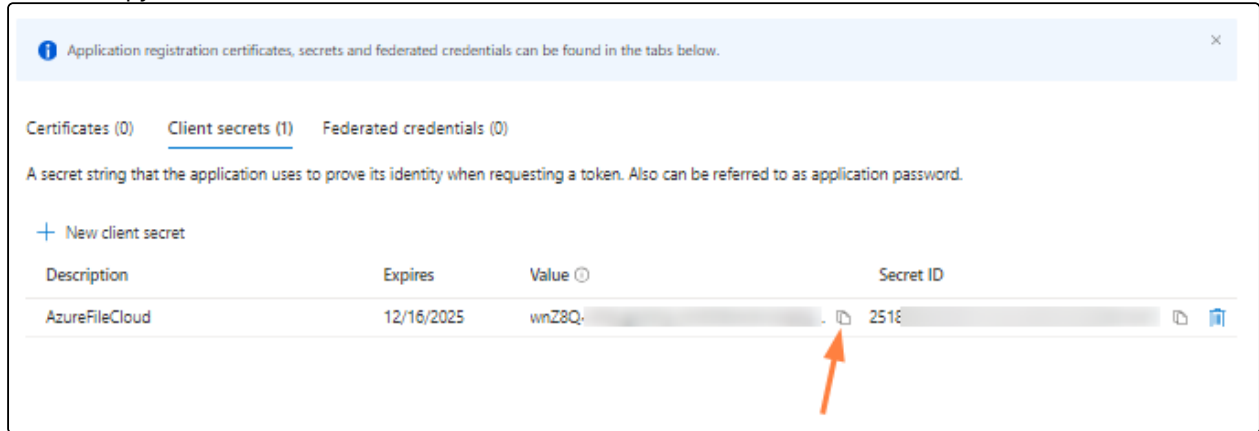 Application registration certificates, secrets and federated credentials can be found in the tabs below.
Certificates (0) Client secrets (1) Federated credentials (0)
A secret string that the application uses to prove its identity when requesting a token. Also can be referred to as application password.
New client secret
Description Expires Value Secret ID
AzureFileCloud 12/16/2025 wnZ8Q. 2518